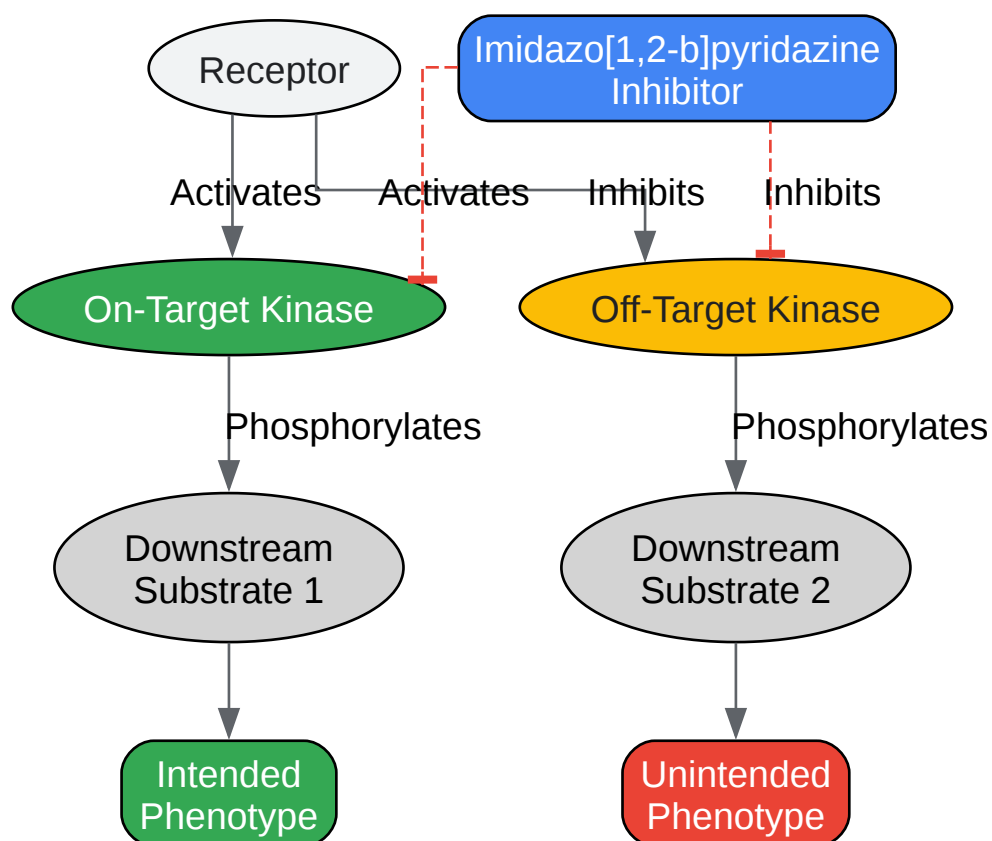 Receptor
Imidazo[1,2-b]pyridazine
Inhibitor
Activates
Activates
Inhibits
Inhibits
On-Target Kinase
Off-Target Kinase
Phosphorylates
Phosphorylates
Downstream
Substrate 1
Downstream
Substrate 2
Intended
Phenotype
Unintended
Phenotype